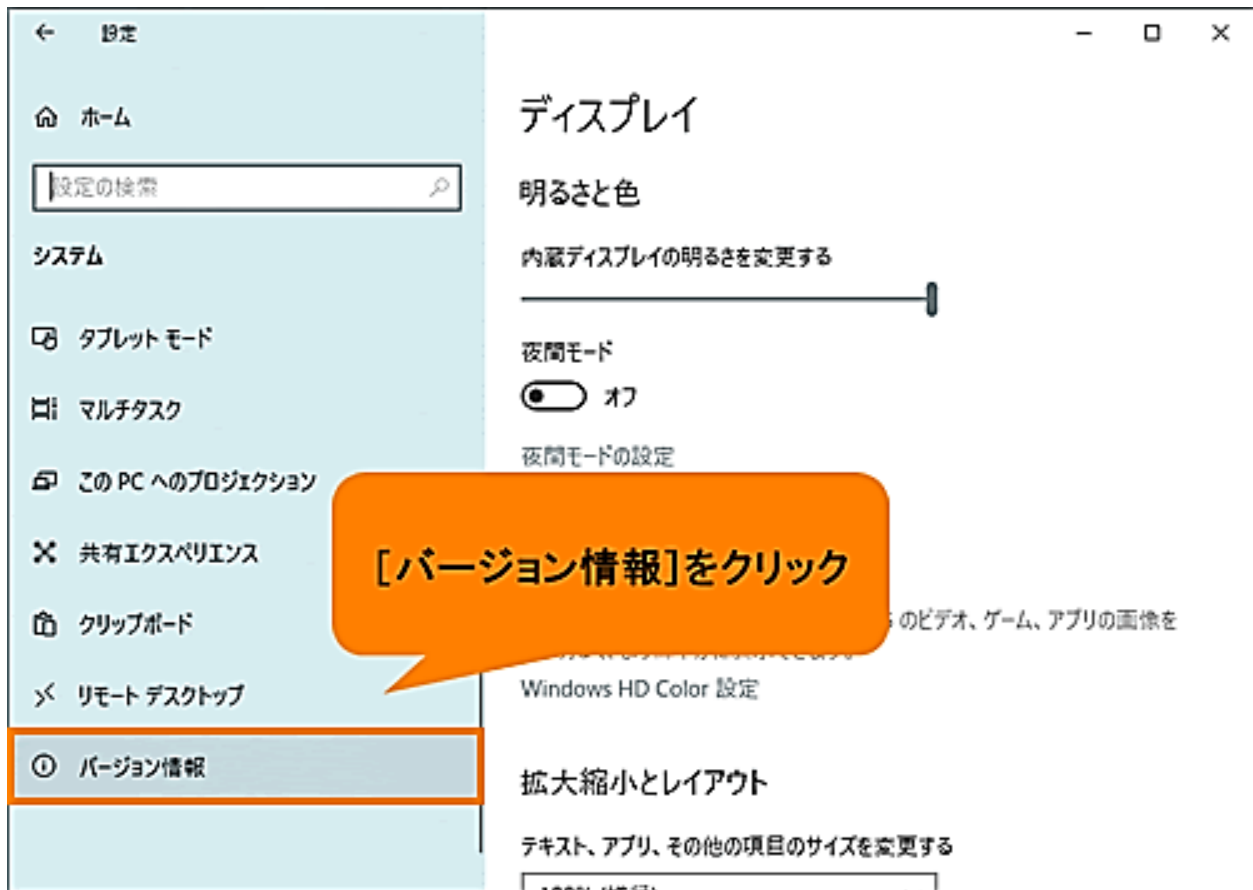 設定
ホーム
設定の検索
システム
タブレット モード
マルチタスク
この PC へのプロジェクション
共有エクスペリエンス
クリップボード
リモート デスクトップ
バージョン情報
ディスプレイ
明るさと色
内蔵ディスプレイの明るさを変更する
夜間モード
オフ
夜間モードの設定
[バージョン情報]をクリック
のビデオ、ゲーム、アプリの画像を
Windows HD Color 設定
拡大縮小とレイアウト
テキスト、アプリ、その他の項目のサイズを変更する